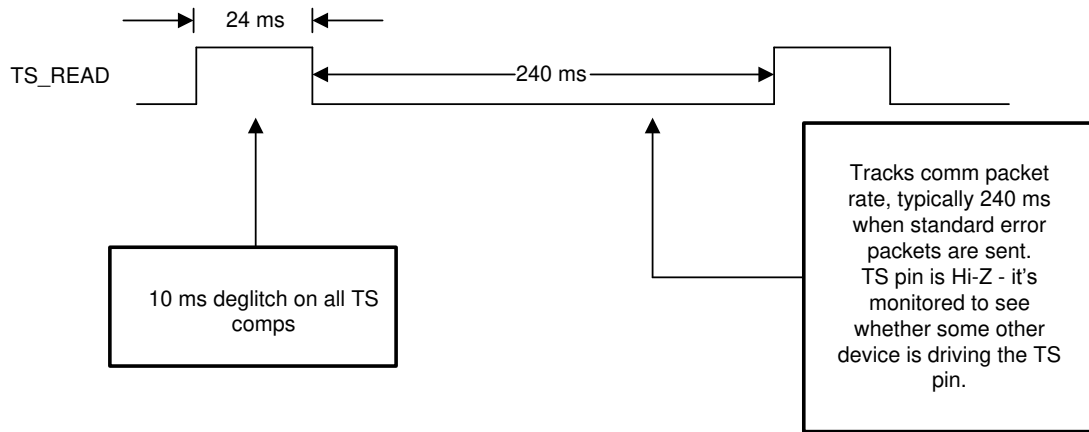 24 ms
TS_READ
240 ms
10 ms deglitch on all TS
comps
Tracks comm packet
rate, typically 240 ms
when standard error
packets are sent.
TS pin is Hi-Z - it's
monitored to see
whether some other
device is driving the TS
pin.